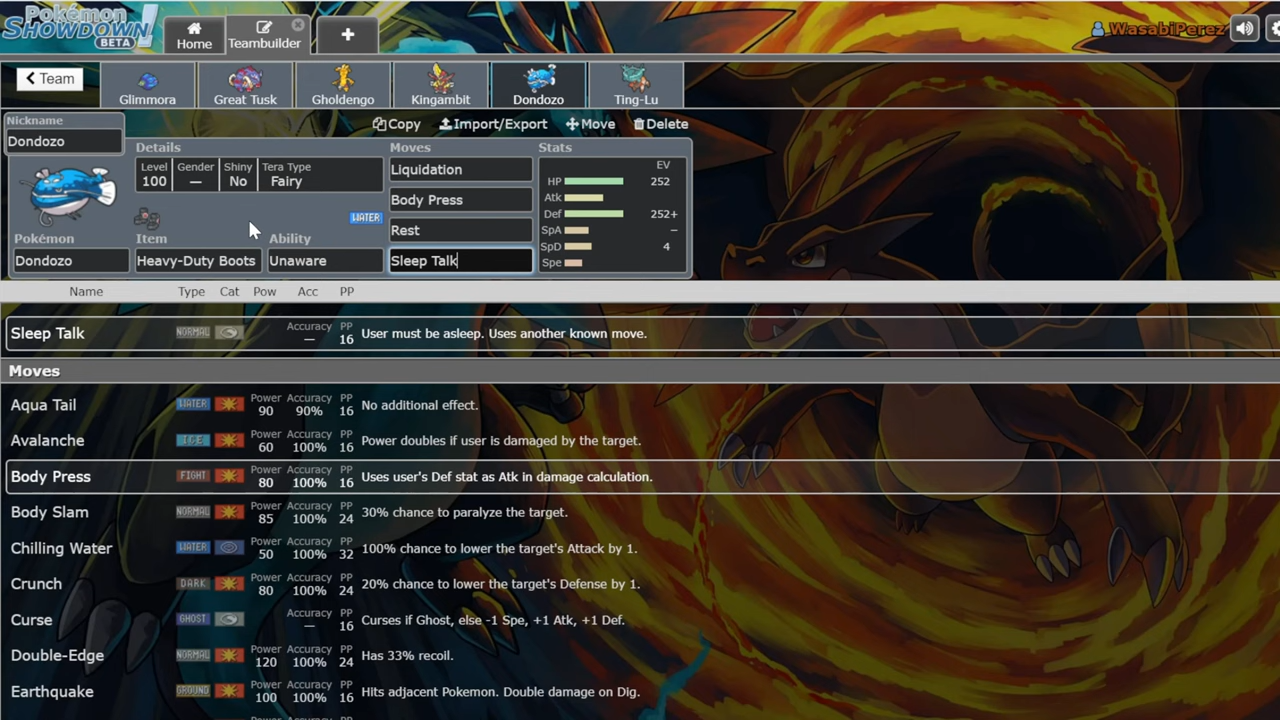 Pokémon
SHOWDOWN!
BETA
Home
Teambuilder
+
WasabiPerez
Team
Glimmora
Great Tusk
Gholdengo
Kingambit
Dondozo
Ting-Lu
Nickname
Dondozo
Copy Import/Export Move Delete
Details
Level Gender Shiny Tera Type
100 — No Fairy
WATER
Pokémon Item Ability
Dondozo Heavy-Duty Boots Unaware
Moves
Liquidation
Body Press
Rest
Sleep Talk
Stats
EV
HP 252
Atk
Def 252+
SpA –
SpD 4
Spe
Name Type Cat Pow Acc PP
Sleep Talk NORMAL Accuracy — PP 16 User must be asleep. Uses another known move.
Moves
Aqua Tail WATER Power 90 Accuracy 90% PP 16 No additional effect.
Avalanche ICE Power 60 Accuracy 100% PP 16 Power doubles if user is damaged by the target.
Body Press FIGHT Power 80 Accuracy 100% PP 16 Uses user's Def stat as Atk in damage calculation.
Body Slam NORMAL Power 85 Accuracy 100% PP 24 30% chance to paralyze the target.
Chilling Water WATER Power 50 Accuracy 100% PP 32 100% chance to lower the target's Attack by 1.
Crunch DARK Power 80 Accuracy 100% PP 24 20% chance to lower the target's Defense by 1.
Curse GHOST Accuracy — PP 16 Curses if Ghost, else -1 Spe, +1 Atk, +1 Def.
Double-Edge NORMAL Power 120 Accuracy 100% PP 24 Has 33% recoil.
Earthquake GROUND Power 100 Accuracy 100% PP 16 Hits adjacent Pokemon. Double damage on Dig.